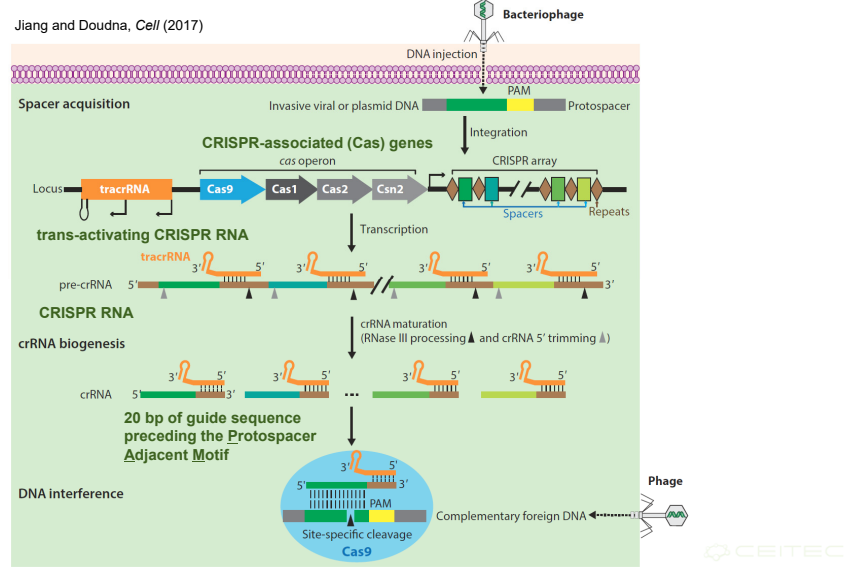 Jiang and Doudna, Cell (2017)
Bacteriophage
DNA injection
Spacer acquisition
PAM
Invasive viral or plasmid DNA
Protospacer
Integration
CRISPR-associated (Cas) genes
cas operon
CRISPR array
Locus
tracrRNA
Cas9
Cas1
Cas2
Csn2
Spacers
Repeats
trans-activating CRISPR RNA
Transcription
tracrRNA
3′ 5′ 3′ 5′ 3′ 5′ 3′ 5′
pre-crRNA 5′ 3′
CRISPR RNA
crRNA maturation
(RNase III processing ▲ and crRNA 5′ trimming ▲)
crRNA biogenesis
3′ 5′ 3′ 5′ 3′ 5′ 3′ 5′
crRNA 5′ 3′ ...
20 bp of guide sequence
preceding the Protospacer
Adjacent Motif
3′ 5′
5′ 3′
DNA interference
PAM
Site-specific cleavage
Cas9
Complementary foreign DNA
Phage
CEITEC